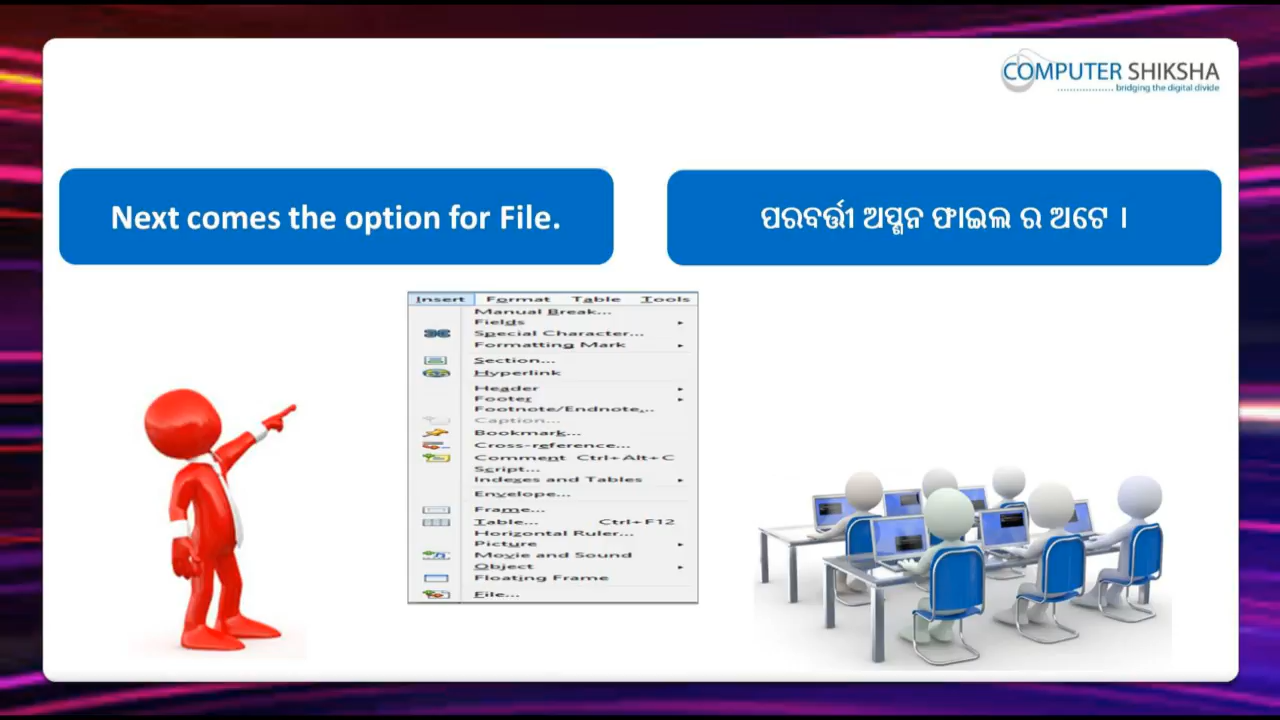 COMPUTER SHIKSHA
bridging the digital divide
Next comes the option for File.
ପରବର୍ତ୍ତୀ ଅପ୍ସନ ଫାଇଲ ର ଅଟେ ।
Insert Format Table Tools
Manual Break...
Fields
Special Character...
Formatting Mark
Section...
Hyperlink
Header
Footer
Footnote/Endnote...
Caption...
Bookmark...
Cross-reference...
Comment Ctrl+Alt+C
Script...
Indexes and Tables
Envelope...
Frame...
Table... Ctrl+F12
Horizontal Ruler...
Picture
Movie and Sound
Object
Floating Frame
File...